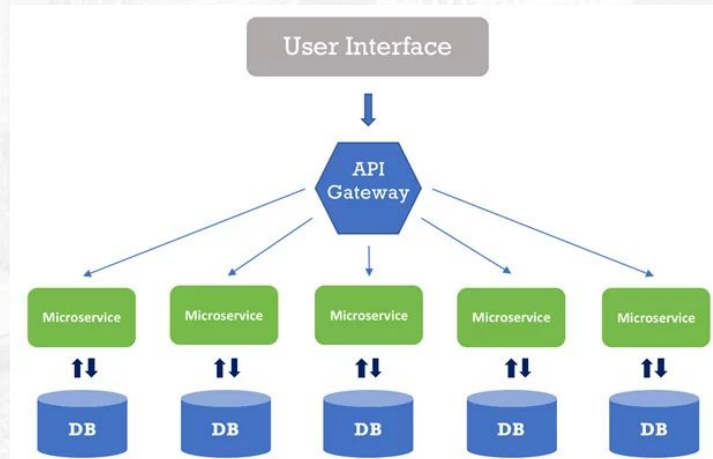 User Interface
API
Gateway
Microservice
Microservice
Microservice
Microservice
Microservice
DB
DB
DB
DB
DB